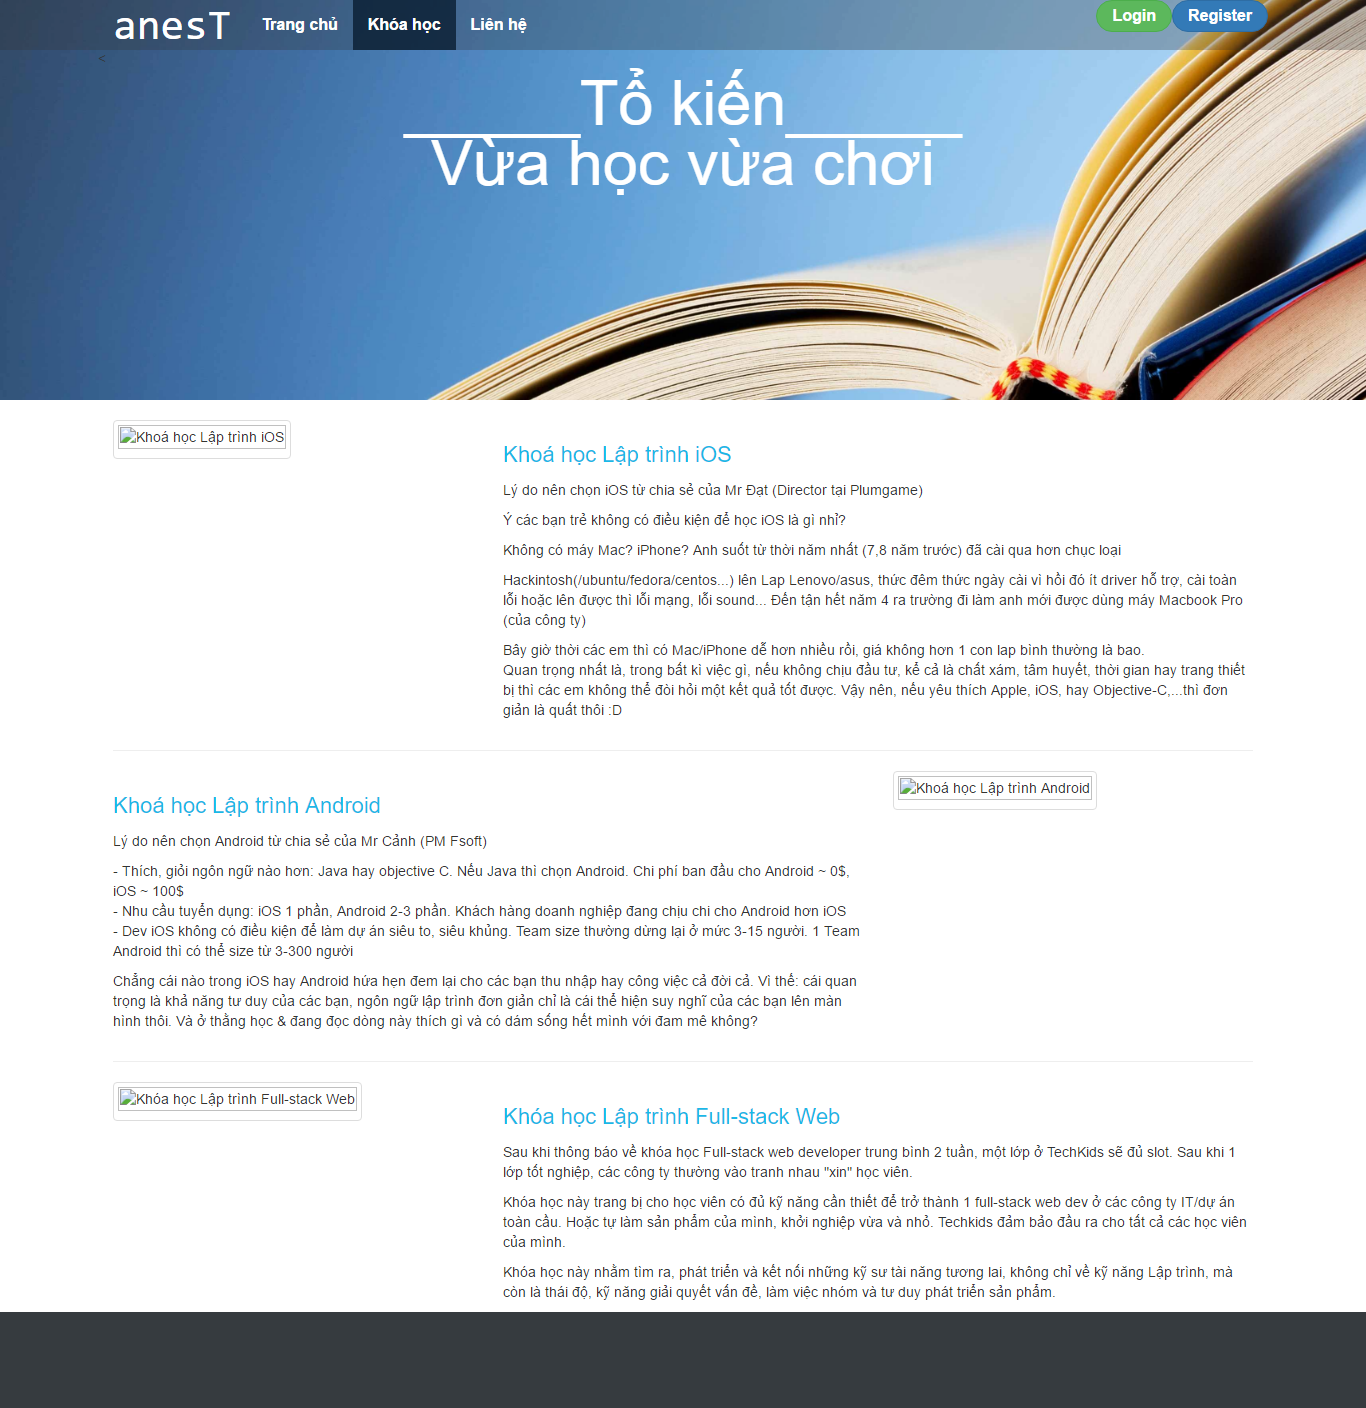 anesT Trang chủ Khóa học Liên hệ Login Register
<
______Tổ kiến______
Vừa học vừa chơi
Khoá học Lập trình iOS
Khoá học Lập trình iOS
Lý do nên chọn iOS từ chia sẻ của Mr Đạt (Director tại Plumgame)
Ý các bạn trẻ không có điều kiện để học iOS là gì nhỉ?
Không có máy Mac? iPhone? Anh suốt từ thời năm nhất (7,8 năm trước) đã cài qua hơn chục loại
Hackintosh(/ubuntu/fedora/centos...) lên Lap Lenovo/asus, thức đêm thức ngày cài vì hồi đó ít driver hỗ trợ, cài toàn
lỗi hoặc lên được thì lỗi mạng, lỗi sound... Đến tận hết năm 4 ra trường đi làm anh mới được dùng máy Macbook Pro
(của công ty)
Bây giờ thời các em thì có Mac/iPhone dễ hơn nhiều rồi, giá không hơn 1 con lap bình thường là bao.
Quan trọng nhất là, trong bất kì việc gì, nếu không chịu đầu tư, kể cả là chất xám, tâm huyết, thời gian hay trang thiết
bị thì các em không thể đòi hỏi một kết quả tốt được. Vậy nên, nếu yêu thích Apple, iOS, hay Objective-C,...thì đơn
giản là quất thôi :D
Khoá học Lập trình Android
Lý do nên chọn Android từ chia sẻ của Mr Cảnh (PM Fsoft)
- Thích, giỏi ngôn ngữ nào hơn: Java hay objective C. Nếu Java thì chọn Android. Chi phí ban đầu cho Android ~ 0$,
iOS ~ 100$
- Nhu cầu tuyển dụng: iOS 1 phần, Android 2-3 phần. Khách hàng doanh nghiệp đang chịu chi cho Android hơn iOS
- Dev iOS không có điều kiện để làm dự án siêu to, siêu khủng. Team size thường dừng lại ở mức 3-15 người. 1 Team
Android thì có thể size từ 3-300 người
Chẳng cái nào trong iOS hay Android hứa hẹn đem lại cho các bạn thu nhập hay công việc cả đời cả. Vì thế: cái quan
trọng là khả năng tư duy của các bạn, ngôn ngữ lập trình đơn giản chỉ là cái thể hiện suy nghĩ của các bạn lên màn
hình thôi. Và ở thằng học & đang đọc dòng này thích gì và có dám sống hết mình với đam mê không?
Khoá học Lập trình Android
Khóa học Lập trình Full-stack Web
Khóa học Lập trình Full-stack Web
Sau khi thông báo về khóa học Full-stack web developer trung bình 2 tuần, một lớp ở TechKids sẽ đủ slot. Sau khi 1
lớp tốt nghiệp, các công ty thường vào tranh nhau "xin" học viên.
Khóa học này trang bị cho học viên có đủ kỹ năng cần thiết để trở thành 1 full-stack web dev ở các công ty IT/dự án
toàn cầu. Hoặc tự làm sản phẩm của mình, khởi nghiệp vừa và nhỏ. Techkids đảm bảo đầu ra cho tất cả các học viên
của mình.
Khóa học này nhằm tìm ra, phát triển và kết nối những kỹ sư tài năng tương lai, không chỉ về kỹ năng Lập trình, mà
còn là thái độ, kỹ năng giải quyết vấn đề, làm việc nhóm và tư duy phát triển sản phẩm.